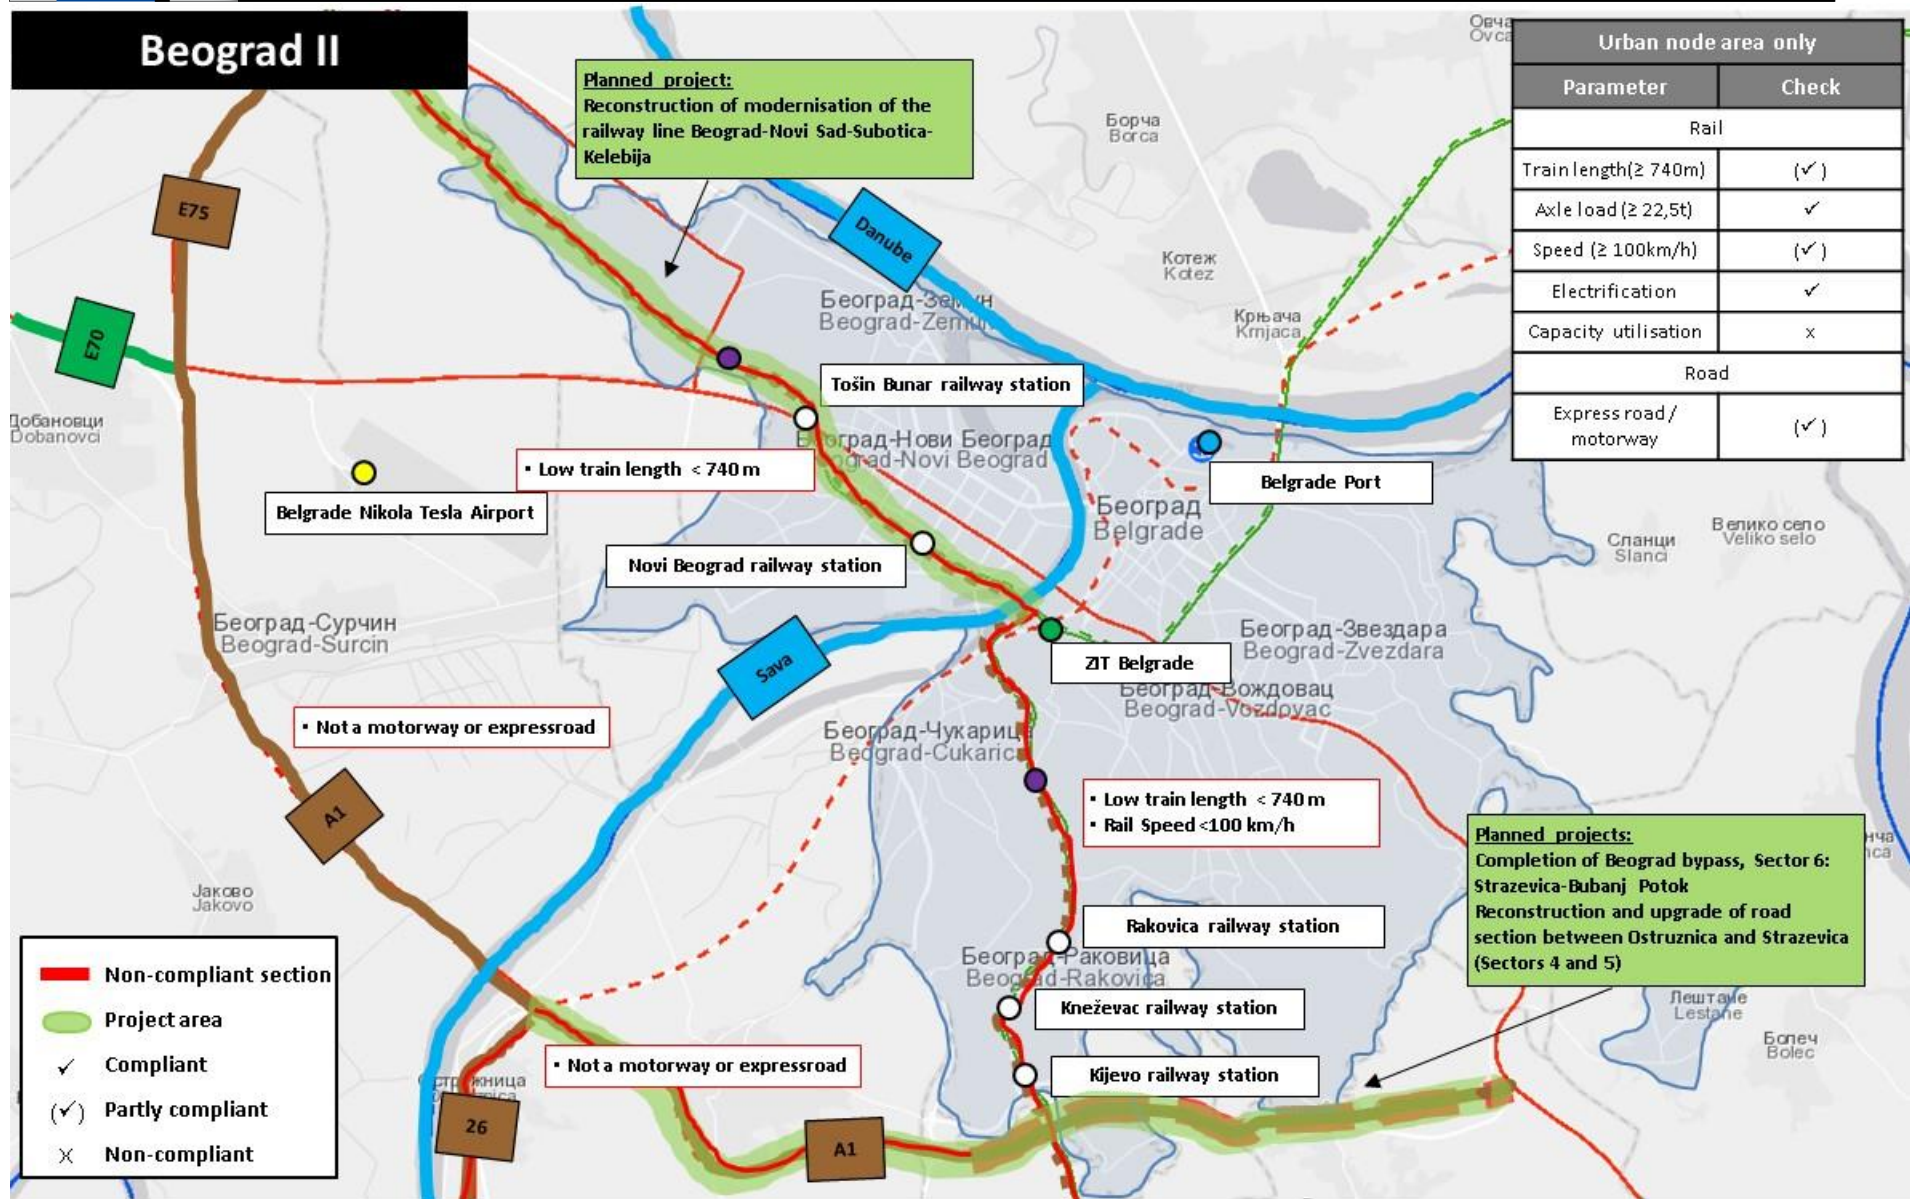 Beograd II
Planned project:
Reconstruction of modernisation of the
railway line Beograd-Novi Sad-Subotica-
Kelebija
Urban node area only
Parameter Check
Rail
Train length(≥ 740m) (✓)
Axle load (≥ 22,5t) ✓
Speed (≥ 100km/h) (✓)
Electrification ✓
Capacity utilisation x
Road
Express road /
motorway (✓)
Овча
Ovca
Борча
Borca
E75
Danube
Котеж
Kotez
Београд-Земун
Beograd-Zemun
Крњача
Krnjaca
E70
Tošin Bunar railway station
Добановци
Dobanovci
Београд-Нови Београд
Beograd-Novi Beograd
▪ Low train length < 740 m
Belgrade Port
Belgrade Nikola Tesla Airport
Београд
Belgrade
Велико село
Veliko selo
Сланци
Slanci
Novi Beograd railway station
Београд-Сурчин
Beograd-Surcin
Београд-Звездара
Beograd-Zvezdara
Sava
ZIT Belgrade
Београд-Вождовац
Beograd-Vozdovac
▪ Not a motorway or expressroad
Београд-Чукарица
Beograd-Cukarica
▪ Low train length < 740 m
▪ Rail Speed <100 km/h
A1
Planned projects:
Completion of Beograd bypass, Sector 6:
Strazevica-Bubanj Potok
Reconstruction and upgrade of road
section between Ostruznica and Strazevica
(Sectors 4 and 5)
Јаково
Jakovo
Rakovica railway station
Београд-Раковица
Beograd-Rakovica
Kneževac railway station
Лештане
Lestane
Болеч
Bolec
▪ Not a motorway or expressroad
Kijevo railway station
26
A1
Non-compliant section
Project area
✓ Compliant
(✓) Partly compliant
x Non-compliant